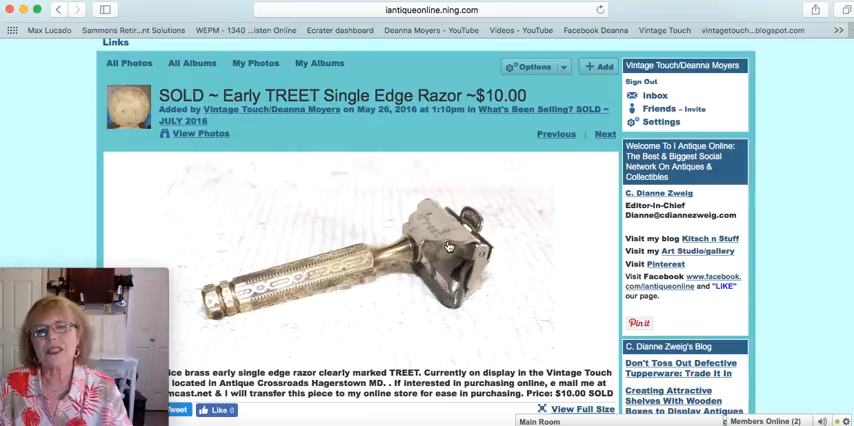 iantiqueonline.ning.com
Max Lucado
Sammons Retir...nt Solutions
WEPM - 1340 ...isten Online
Ecrater dashboard
Deanna Moyers - YouTube
Videos - YouTube
Facebook Deanna
Vintage Touch
vintagetouch...blogspot.com
Links
All Photos
All Albums
My Photos
My Albums
Options
+ Add
SOLD ~ Early TREET Single Edge Razor ~$10.00
Added by Vintage Touch/Deanna Moyers on May 26, 2016 at 1:10pm in What's Been Selling? SOLD ~
JULY 2016
View Photos
Previous | Next
ice brass early single edge razor clearly marked TREET. Currently on display in the Vintage Touch
located in Antique Crossroads Hagerstown MD. . If interested in purchasing online, e mail me at
mcast.net & I will transfer this piece to my online store for ease in purchasing. Price: $10.00 SOLD
Tweet
Like 0
View Full Size
Vintage Touch/Deanna Moyers
Sign Out
Inbox
Friends – Invite
Settings
Welcome To I Antique Online:
The Best & Biggest Social
Network On Antiques &
Collectibles
C. Dianne Zweig
Editor-In-Chief
Dianne@cdiannezweig.com
Visit my blog Kitsch n Stuff
Visit my Art Studio/gallery
Visit Pinterest
Visit Facebook www.facebook.
com/iantiqueonline and "LIKE"
our page.
Pin it
C. Dianne Zweig's Blog
Don't Toss Out Defective
Tupperware: Trade It In
Creating Attractive
Shelves With Wooden
Boxes to Display Antiques
Main Room
Members Online (2)